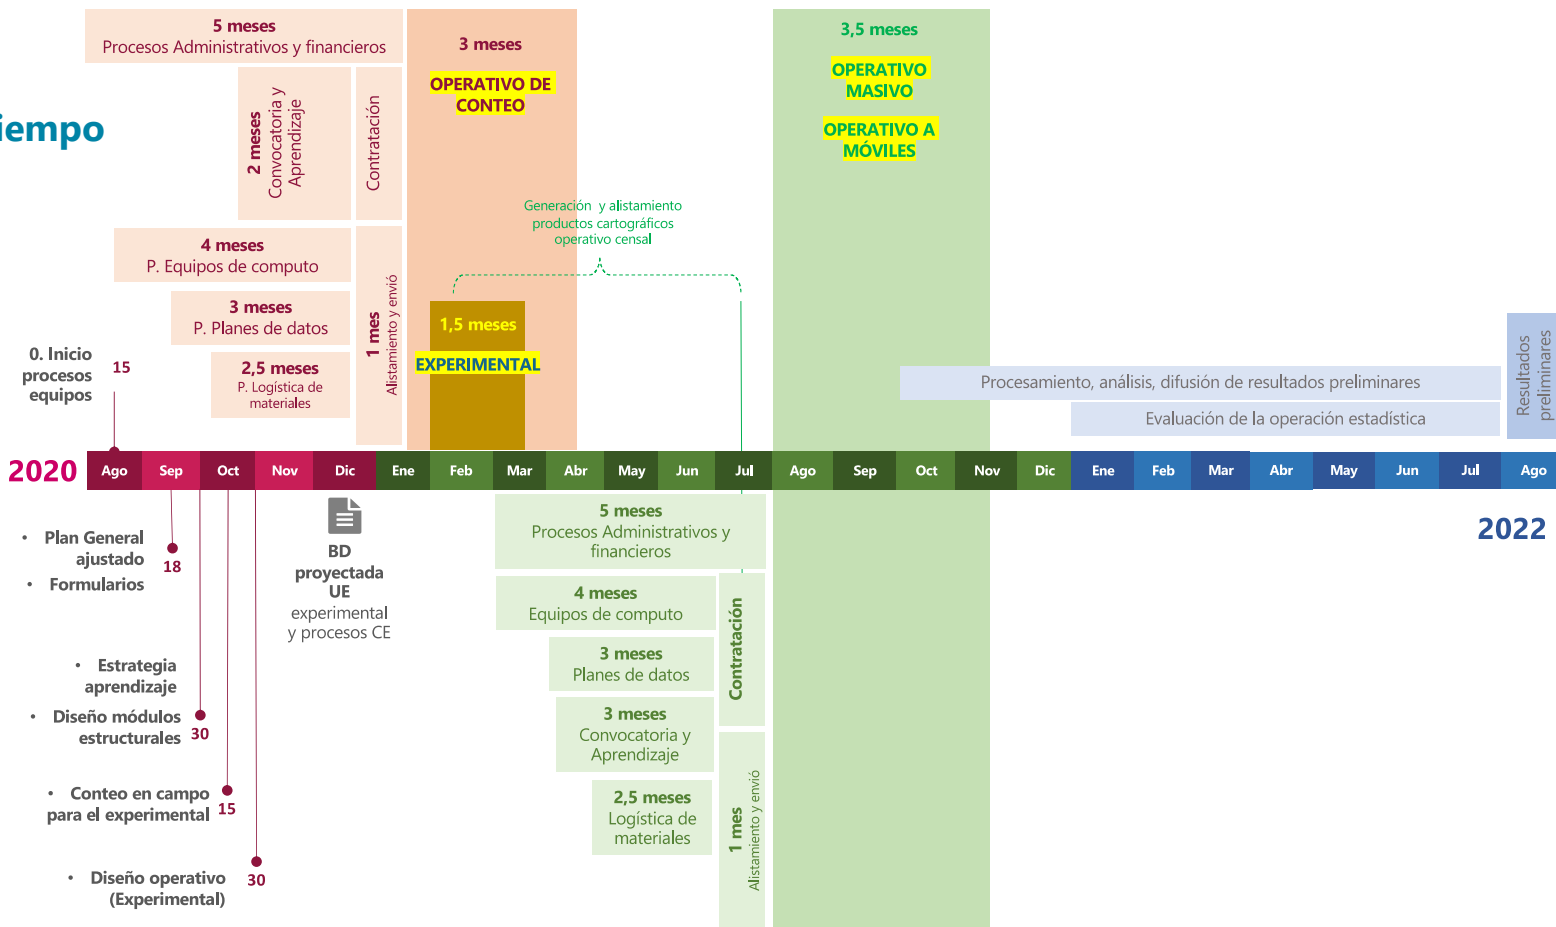 iempo
5 meses
Procesos Administrativos y financieros
2 meses
Convocatoria y
Aprendizaje
Contratación
3 meses
OPERATIVO DE
CONTEO
3,5 meses
OPERATIVO
MASIVO
OPERATIVO A
MÓVILES
Generación y alistamiento
productos cartográficos
operativo censal
4 meses
P. Equipos de computo
3 meses
P. Planes de datos
2,5 meses
P. Logística de
materiales
1 mes
Alistamiento y envió
1,5 meses
EXPERIMENTAL
0. Inicio
procesos
equipos
15
Procesamiento, análisis, difusión de resultados preliminares
Evaluación de la operación estadística
Resultados
preliminares
2020 Ago Sep Oct Nov Dic Ene Feb Mar Abr May Jun Jul Ago Sep Oct Nov Dic Ene Feb Mar Abr May Jun Jul Ago
2022
• Plan General
ajustado
18
• Formularios
• Estrategia
aprendizaje
• Diseño módulos
estructurales
30
• Conteo en campo
para el experimental
15
• Diseño operativo
(Experimental)
30
BD
proyectada
UE
experimental
y procesos CE
5 meses
Procesos Administrativos y
financieros
4 meses
Equipos de computo
3 meses
Planes de datos
3 meses
Convocatoria y
Aprendizaje
2,5 meses
Logística de
materiales
Contratación
1 mes
Alistamiento y envió